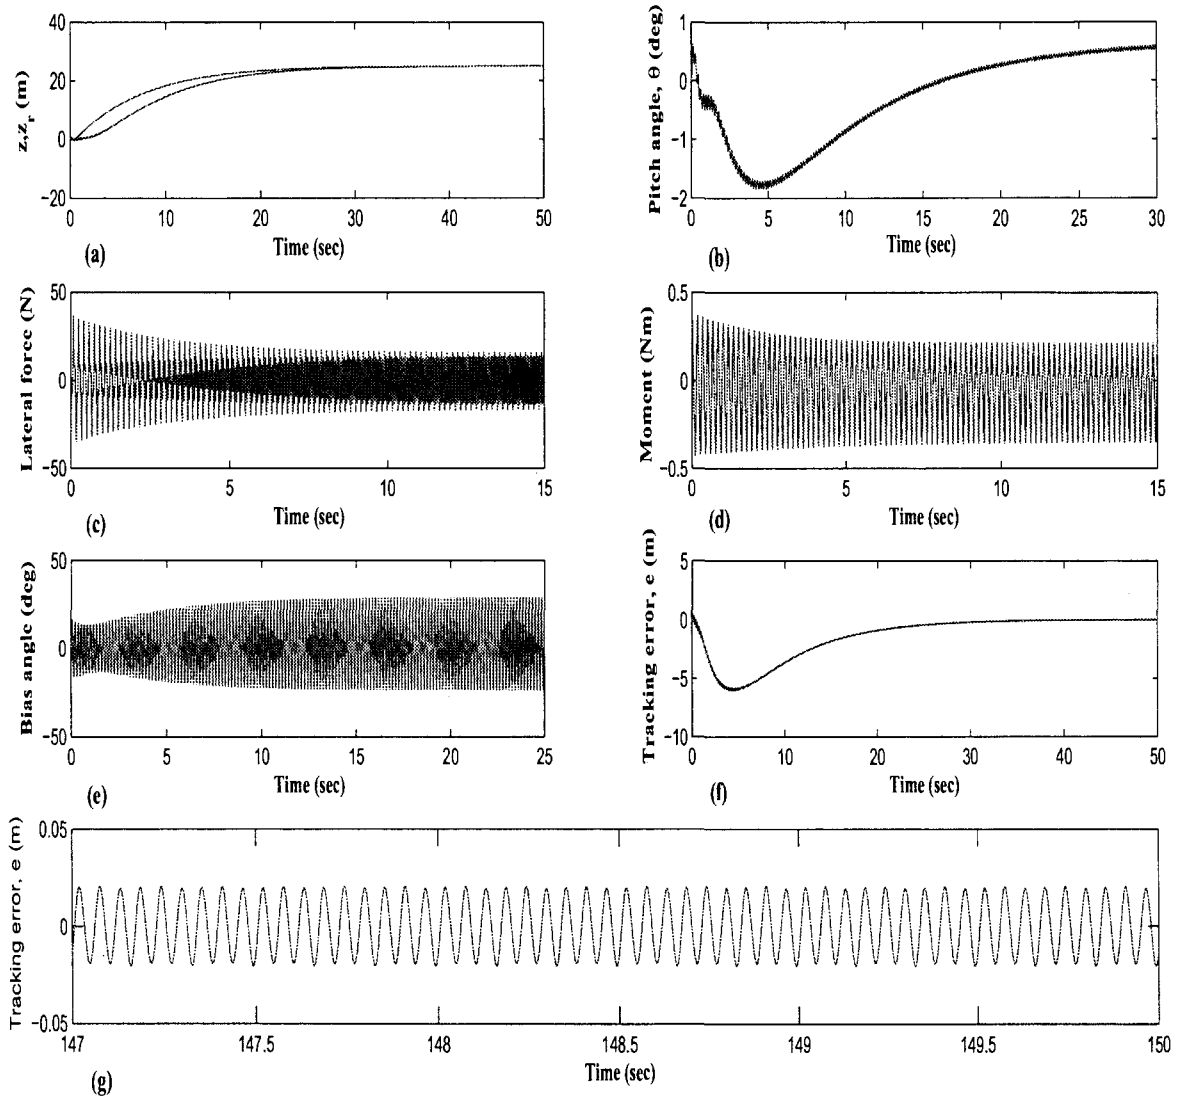 40
20
0
−20
z,z_r (m)
0 10 20 30 40 50
Time (sec)
(a)
1
0
−1
−2
Pitch angle, θ (deg)
0 5 10 15 20 25 30
Time (sec)
(b)
50
0
−50
Lateral force (N)
0 5 10 15
Time (sec)
(c)
0.5
0
−0.5
Moment (Nm)
0 5 10 15
Time (sec)
(d)
50
0
−50
Bias angle (deg)
0 5 10 15 20 25
Time (sec)
(e)
5
0
−5
−10
Tracking error, e (m)
0 10 20 30 40 50
Time (sec)
(f)
0.05
0
−0.05
Tracking error, e (m)
147 147.5 148 148.5 149 149.5 150
Time (sec)
(g)